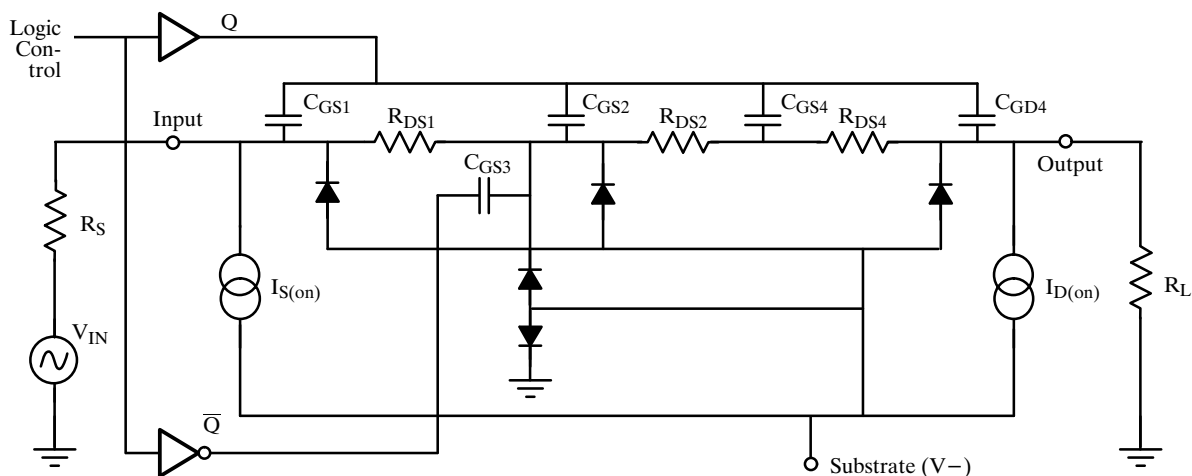 Logic
Con-
trol
Q
C_GS1
C_GS2
C_GS4
C_GD4
R_DS1
R_DS2
R_DS4
Input
Output
C_GS3
R_S
I_S(on)
I_D(on)
R_L
V_IN
Q̅
Substrate (V−)